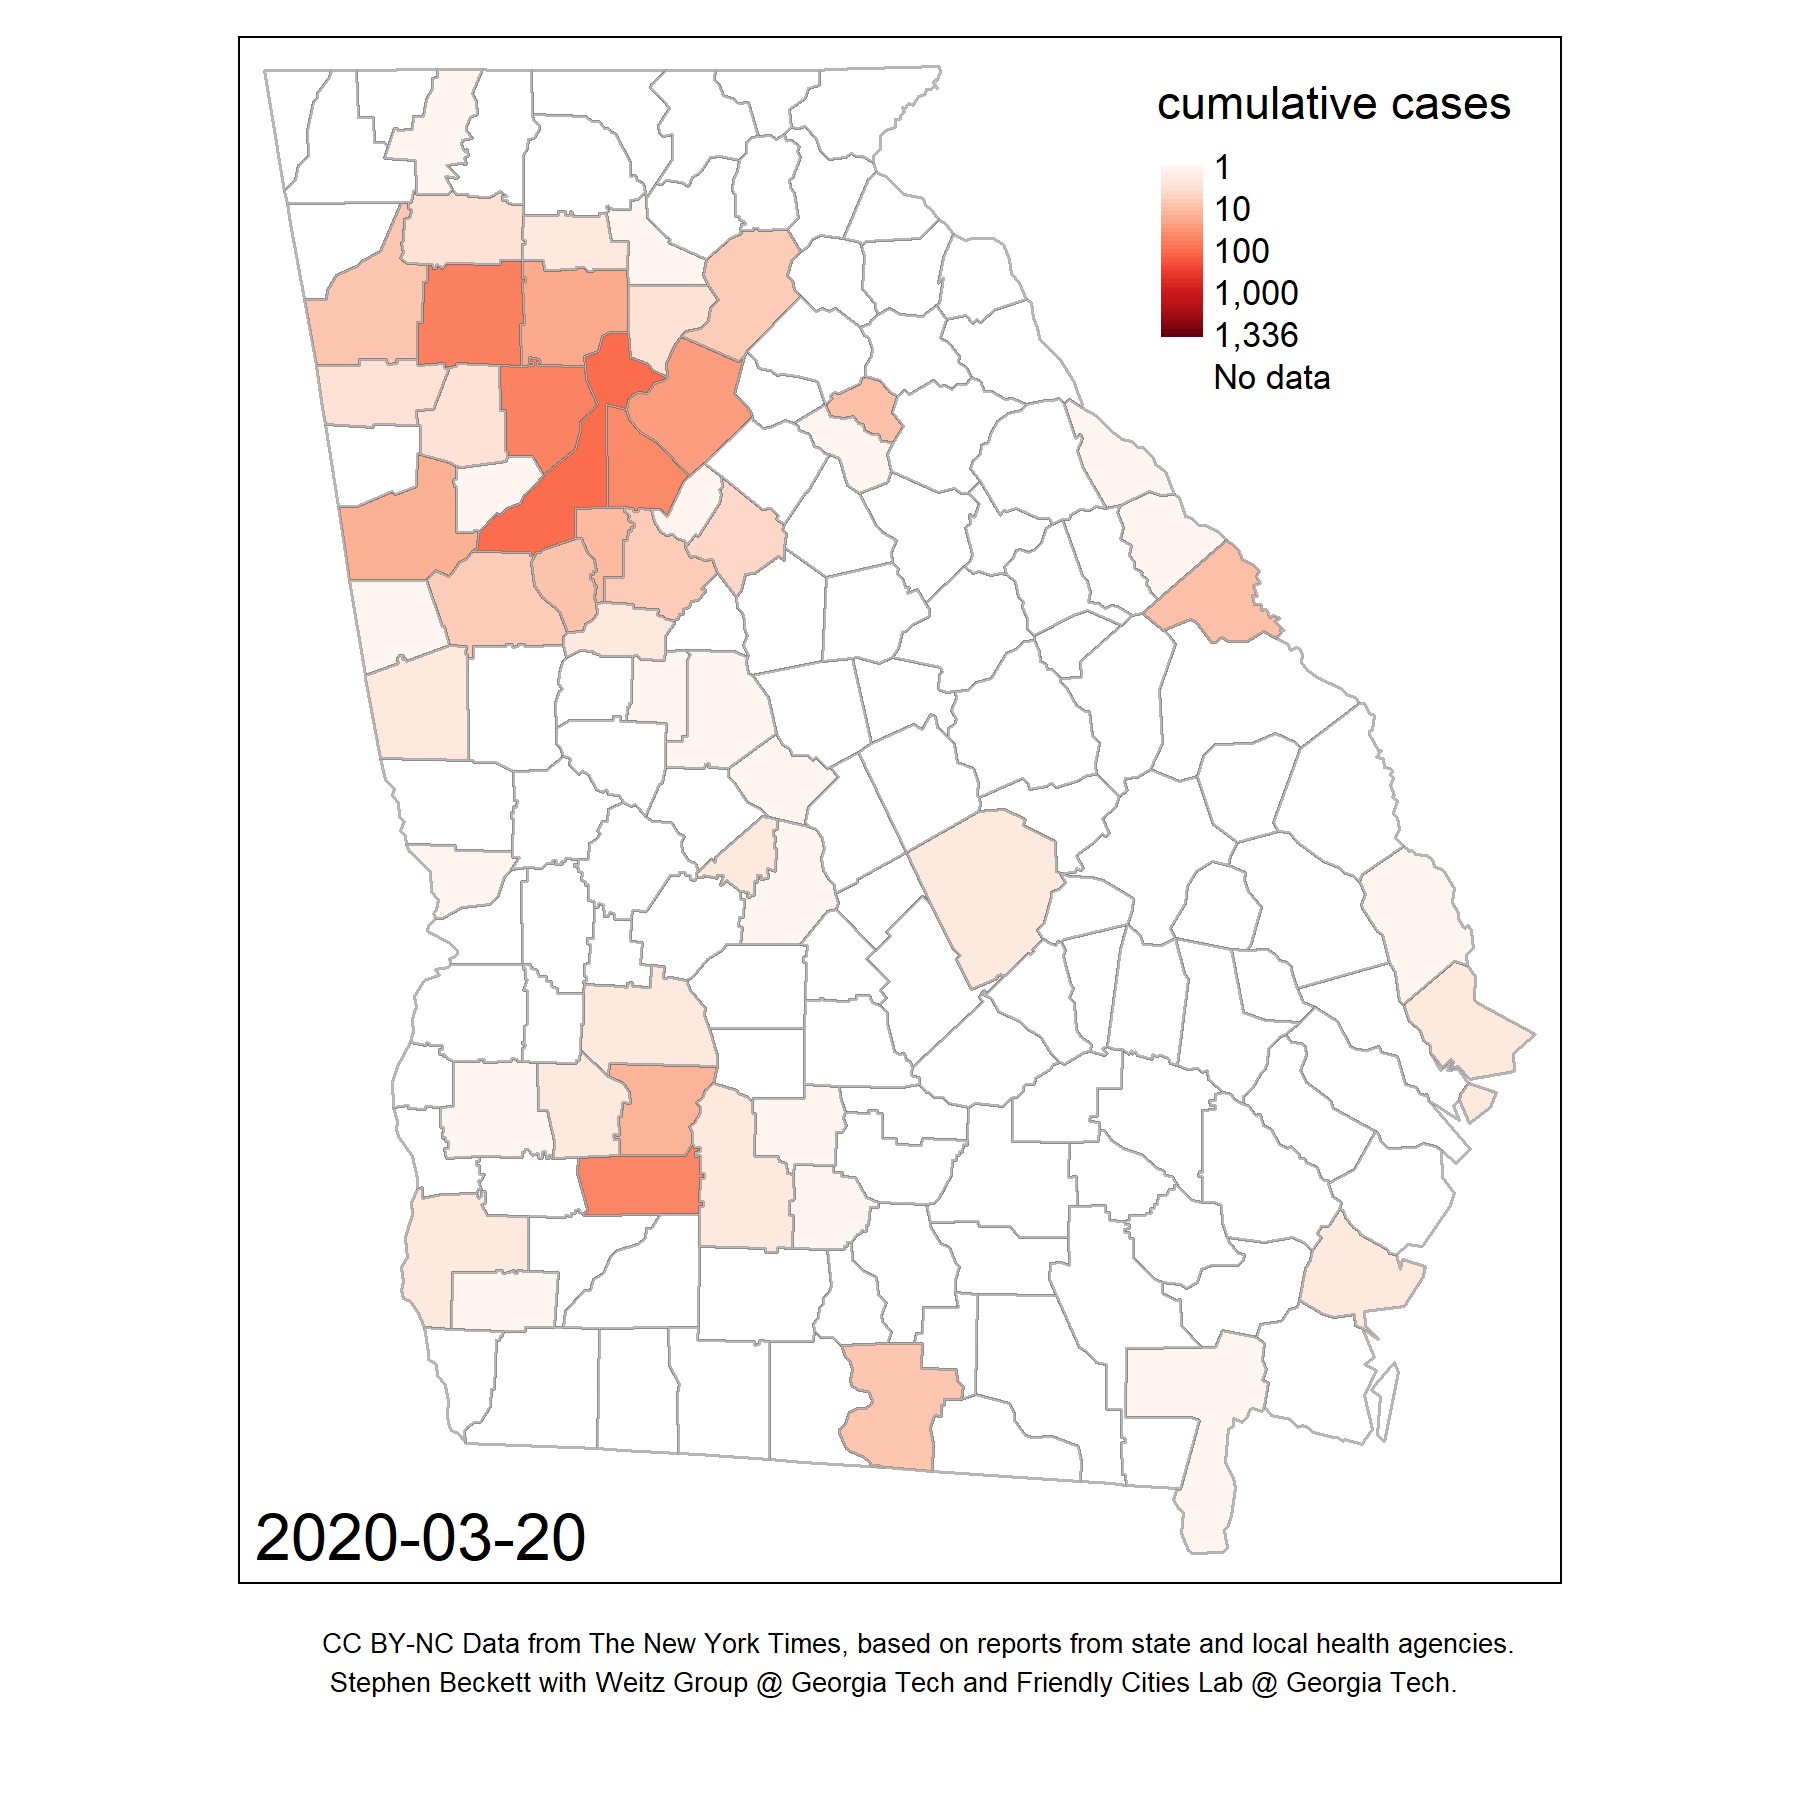 cumulative cases
1
10
100
1,000
1,336
No data
2020-03-20
CC BY-NC Data from The New York Times, based on reports from state and local health agencies.
Stephen Beckett with Weitz Group @ Georgia Tech and Friendly Cities Lab @ Georgia Tech.